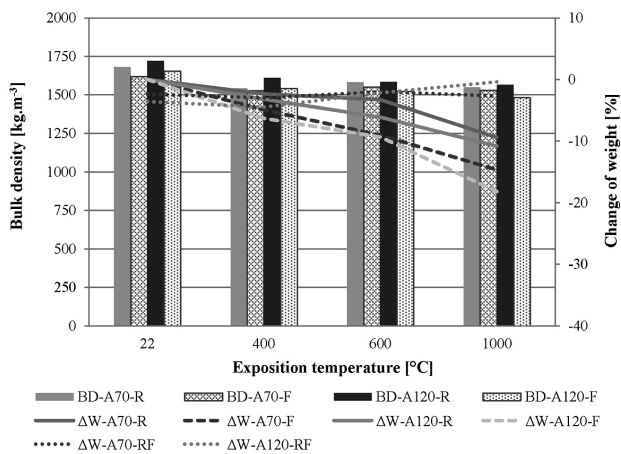 2000
1750
1500
1250
1000
750
500
250
0
Bulk density [kg.m⁻³]
10
0
-10
-20
-30
-40
Change of weight [%]
22 400 600 1000
Exposition temperature [°C]
BD-A70-R BD-A70-F BD-A120-R BD-A120-F
ΔW-A70-R ΔW-A70-F ΔW-A120-R ΔW-A120-F
ΔW-A70-RF ΔW-A120-RF